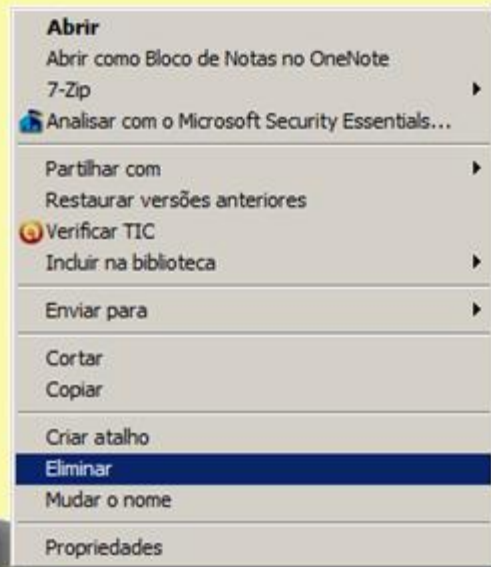 Abrir
Abrir como Bloco de Notas no OneNote
7-Zip
Analisar com o Microsoft Security Essentials...
Partilhar com
Restaurar versões anteriores
Verificar TIC
Incluir na biblioteca
Enviar para
Cortar
Copiar
Criar atalho
Eliminar
Mudar o nome
Propriedades